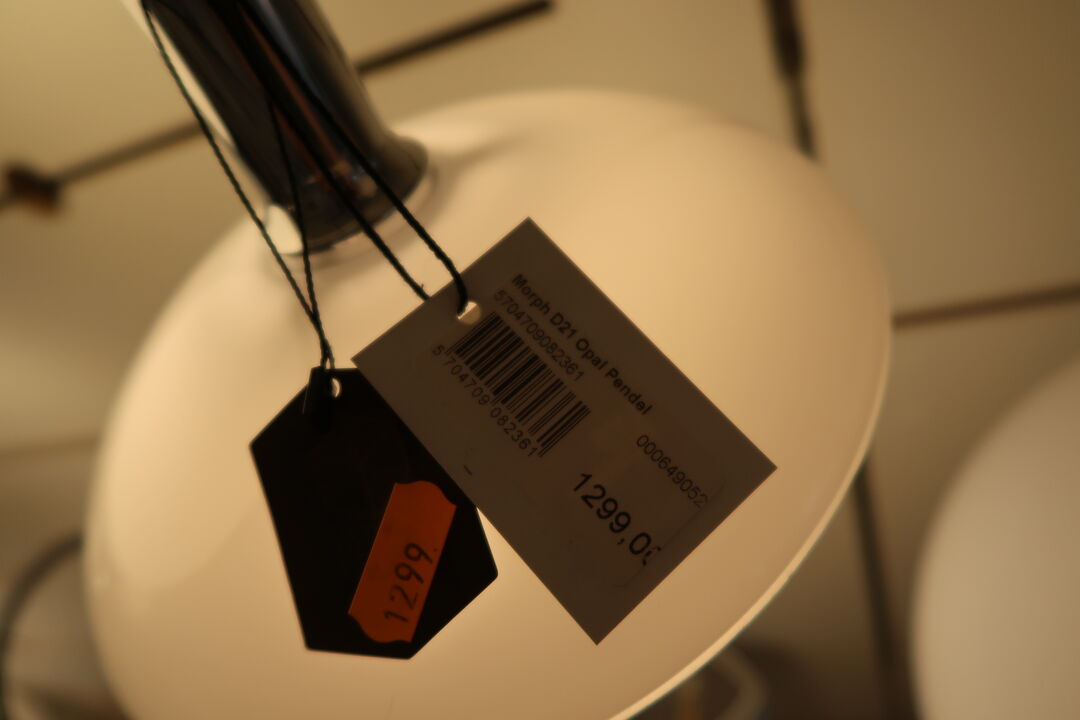 Morph D21 Opal Pendel
5704709082361
5 704709 082361
000649052
1299,00
1299.